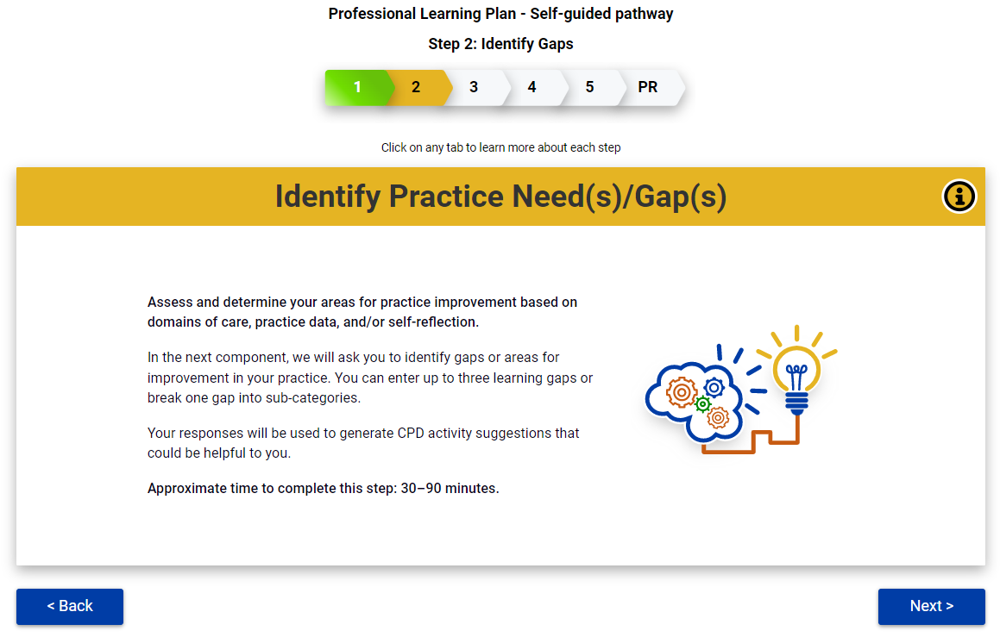 Professional Learning Plan - Self-guided pathway
Step 2: Identify Gaps
1 2 3 4 5 PR
Click on any tab to learn more about each step
Identify Practice Need(s)/Gap(s)
Assess and determine your areas for practice improvement based on
domains of care, practice data, and/or self-reflection.
In the next component, we will ask you to identify gaps or areas for
improvement in your practice. You can enter up to three learning gaps or
break one gap into sub-categories.
Your responses will be used to generate CPD activity suggestions that
could be helpful to you.
Approximate time to complete this step: 30–90 minutes.
< Back
Next >